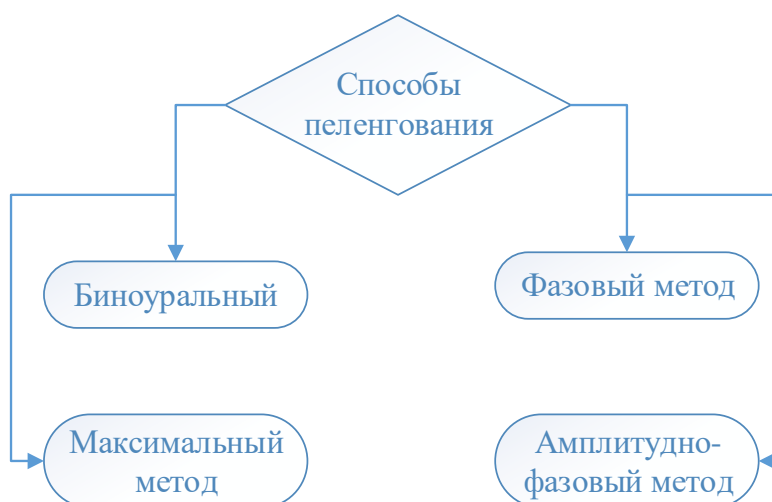 Способы
пеленгования
Биноуральный
Фазовый метод
Максимальный
метод
Амплитудно-
фазовый метод